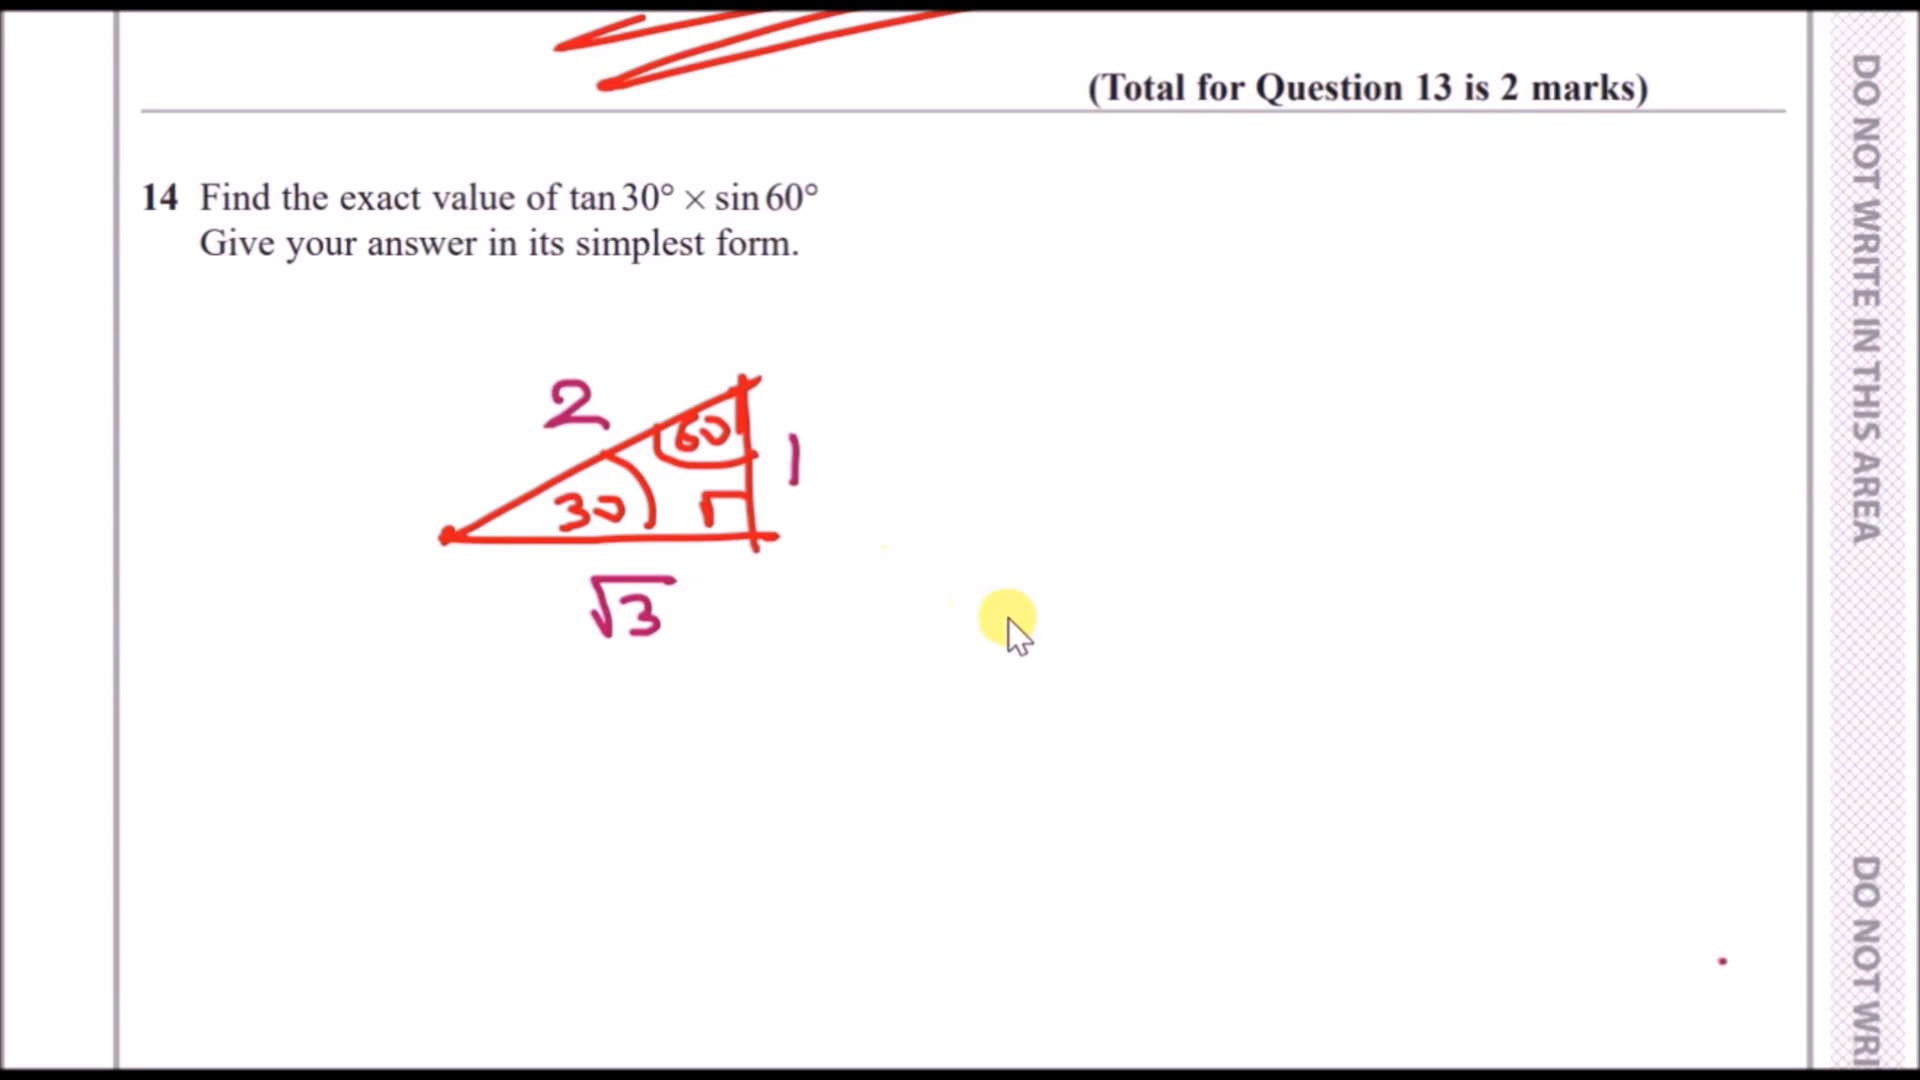 (Total for Question 13 is 2 marks)
14 Find the exact value of tan 30° × sin 60°
Give your answer in its simplest form.
2
60
1
30
√3
DO NOT WRITE IN THIS AREA
DO NOT WRI